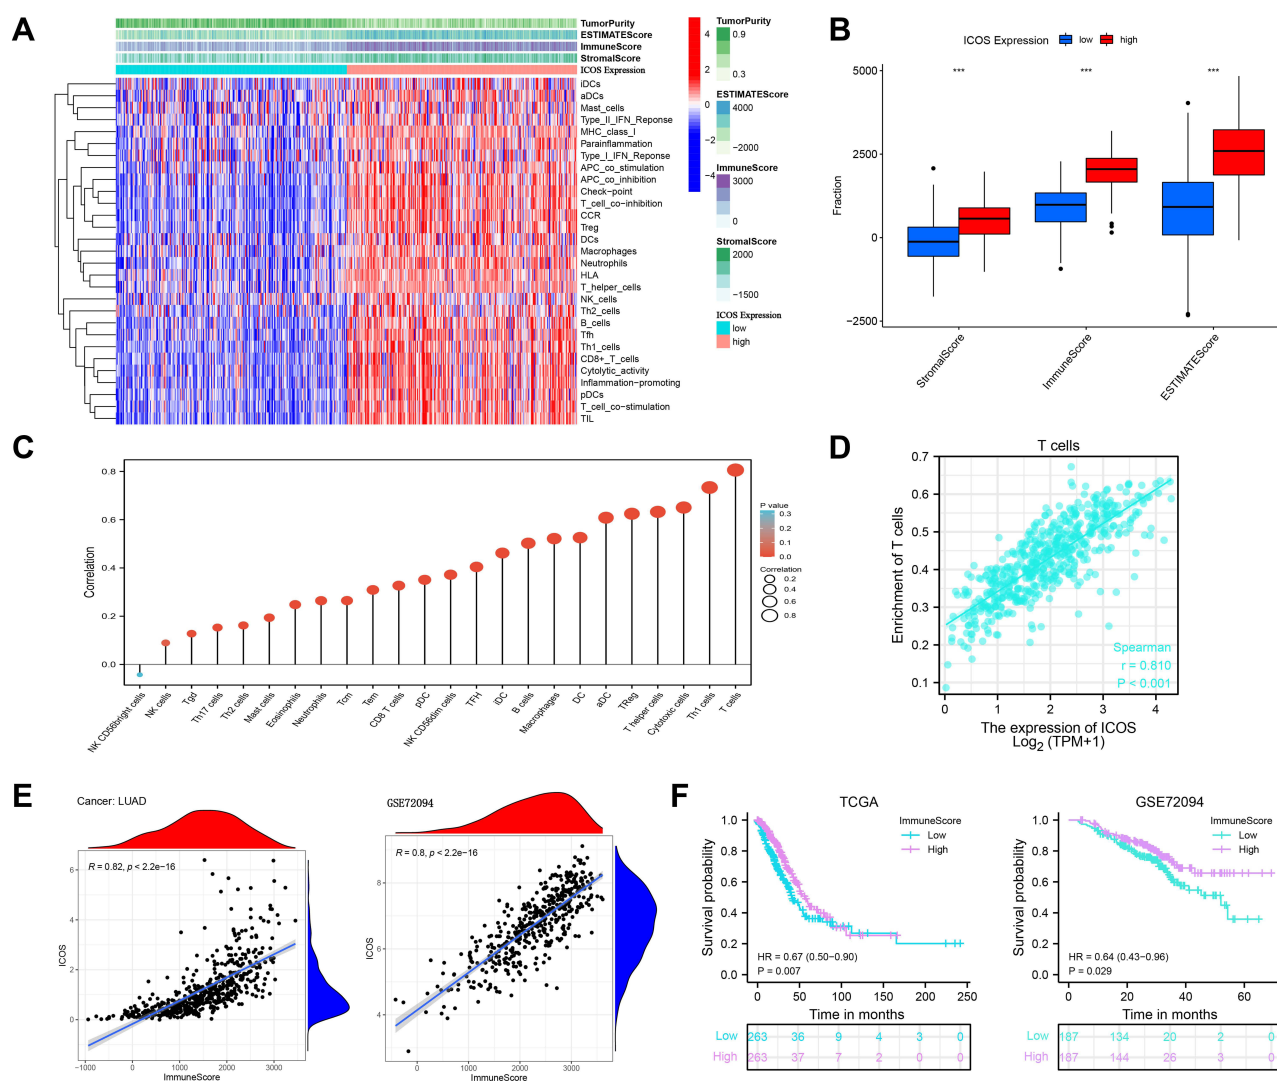 A
TumorPurity
ESTIMATEScore
ImmuneScore
StromalScore
ICOS Expression
iDCs
aDCs
Mast_cells
Type_II_IFN_Reponse
MHC_class_I
Parainflammation
Type_I_IFN_Reponse
APC_co_stimulation
APC_co_inhibition
Check-point
T_cell_co-inhibition
CCR
Treg
DCs
Macrophages
Neutrophils
HLA
T_helper_cells
NK_cells
Th2_cells
B_cells
Tfh
Th1_cells
CD8+_T_cells
Cytolytic_activity
Inflammation-promoting
pDCs
T_cell_co-stimulation
TIL
4
2
0
−2
−4
TumorPurity
0.9
0.3
ESTIMATEScore
4000
−2000
ImmuneScore
3000
0
StromalScore
2000
−1500
ICOS Expression
low
high
B
ICOS Expression low high
*** *** ***
Fraction
5000
2500
0
−2500
StromalScore
ImmuneScore
ESTIMATEScore
C
Correlation
0.8
0.6
0.4
0.2
0.0
NK CD56bright cells
NK cells
Tgd
Th17 cells
Th2 cells
Mast cells
Eosinophils
Neutrophils
Tcm
Tem
CD8 T cells
pDC
NK CD56dim cells
TFH
iDC
B cells
Macrophages
DC
aDC
TReg
T helper cells
Cytotoxic cells
Th1 cells
T cells
P value
0.3
0.2
0.1
0.0
Correlation
0.2
0.4
0.6
0.8
D
T cells
Enrichment of T cells
0.7
0.6
0.5
0.4
0.3
0.2
0.1
Spearman
r = 0.810
P < 0.001
0 1 2 3 4
The expression of ICOS
Log2 (TPM+1)
E
Cancer: LUAD
R = 0.82, p < 2.2e−16
ICOS
6
4
2
0
−1000 0 1000 2000 3000
ImmuneScore
GSE72094
R = 0.8, p < 2.2e−16
ICOS
8
6
4
0 1000 2000 3000
ImmuneScore
F
TCGA
ImmuneScore
Low
High
Survival probability
1.0
0.8
0.6
0.4
0.2
0.0
HR = 0.67 (0.50−0.90)
P = 0.007
0 50 100 150 200 250
Time in months
Low 263 36 9 4 3 0
High 263 37 7 2 0 0
GSE72094
ImmuneScore
Low
High
Survival probability
1.0
0.8
0.6
0.4
0.2
0.0
HR = 0.64 (0.43−0.96)
P = 0.029
0 20 40 60
Time in months
Low 187 134 20 2 0
High 187 144 26 3 0